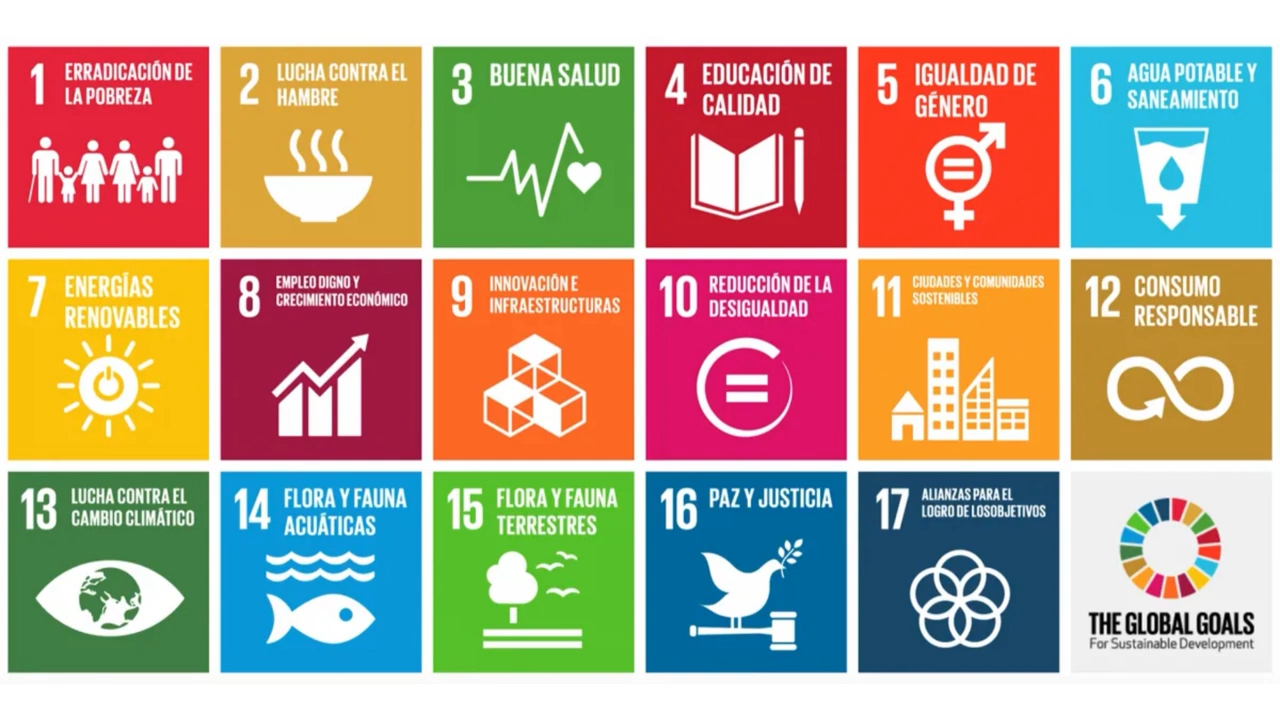 1 ERRADICACIÓN DE
LA POBREZA
2 LUCHA CONTRA EL
HAMBRE
3 BUENA SALUD
4 EDUCACIÓN DE
CALIDAD
5 IGUALDAD DE
GÉNERO
6 AGUA POTABLE Y
SANEAMIENTO
7 ENERGÍAS
RENOVABLES
8 EMPLEO DIGNO Y
CRECIMIENTO ECONÓMICO
9 INNOVACIÓN E
INFRAESTRUCTURAS
10 REDUCCIÓN DE LA
DESIGUALDAD
11 CIUDADES Y COMUNIDADES
SOSTENIBLES
12 CONSUMO
RESPONSABLE
13 LUCHA CONTRA EL
CAMBIO CLIMÁTICO
14 FLORA Y FAUNA
ACUÁTICAS
15 FLORA Y FAUNA
TERRESTRES
16 PAZ Y JUSTICIA
17 ALIANZAS PARA EL
LOGRO DE LOSOBJETIVOS
THE GLOBAL GOALS
For Sustainable Development